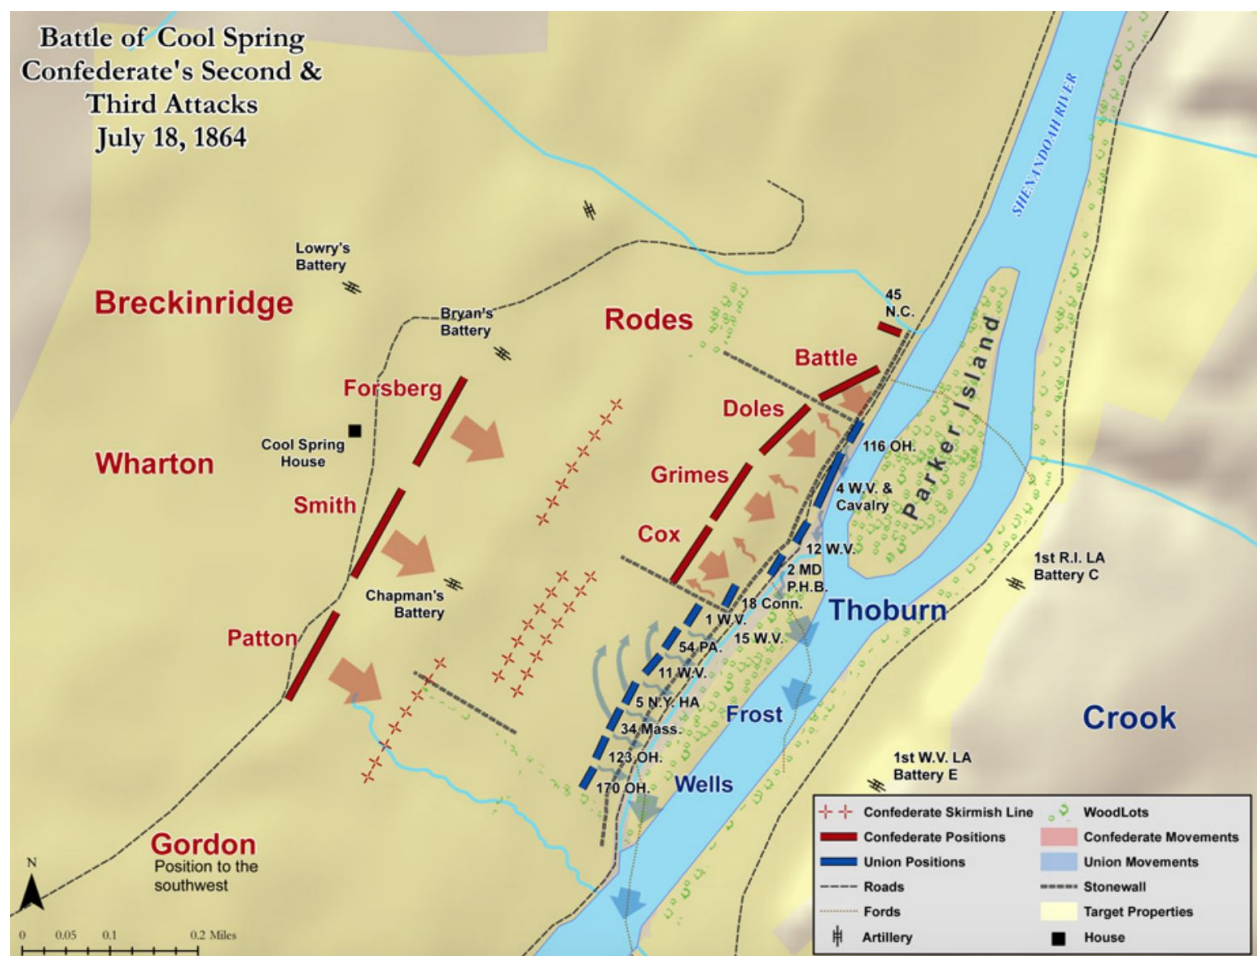 Battle of Cool Spring
Confederate's Second &
Third Attacks
July 18, 1864
SHENANDOAH RIVER
Lowry's
Battery
Breckinridge
Bryan's
Battery
Rodes
45
N.C.
Parker Island
Battle
Forsberg
Doles
Cool Spring
House
116 OH.
Wharton
Grimes
4 W.V. &
Cavalry
Smith
Cox
12 W.V.
1st R.I. LA
Battery C
2 MD
P.H.B.
Chapman's
Battery
18 Conn.
Thoburn
1 W.V.
Patton
15 W.V.
54 PA.
11 W.V.
5 N.Y. HA
Frost
Crook
34 Mass.
123 OH.
1st W.V. LA
Battery E
170 OH.
Wells
Gordon
Position to the
southwest
N
0 0.05 0.1 0.2 Miles
Confederate Skirmish Line
WoodLots
Confederate Positions
Confederate Movements
Union Positions
Union Movements
Roads
Stonewall
Fords
Target Properties
Artillery
House